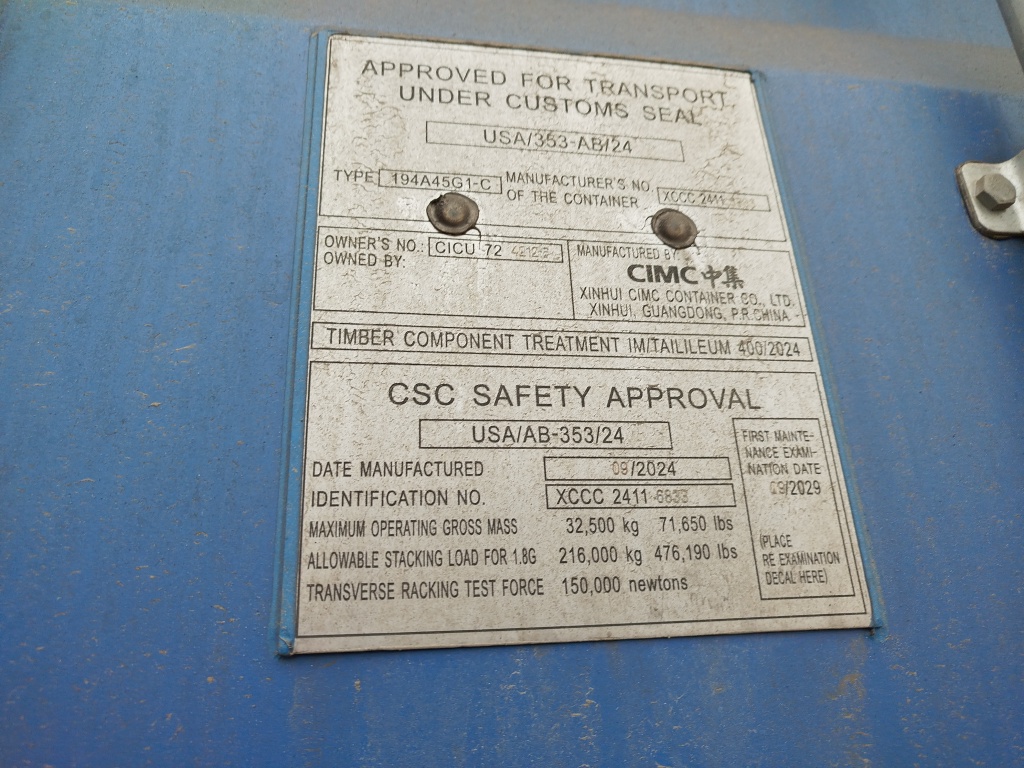 APPROVED FOR TRANSPORT
UNDER CUSTOMS SEAL
USA/353-AB/24
TYPE 194A45G1-C MANUFACTURER'S NO.
OF THE CONTAINER XCCC 2411
OWNER'S NO.: CICU 72
OWNED BY:
MANUFACTURED BY:
CIMC 中集
XINHUI CIMC CONTAINER CO., LTD.
XINHUI, GUANGDONG, P.R.CHINA
TIMBER COMPONENT TREATMENT IM/TAILILEUM 400/2024
CSC SAFETY APPROVAL
USA/AB-353/24
DATE MANUFACTURED 09/2024
IDENTIFICATION NO. XCCC 2411
MAXIMUM OPERATING GROSS MASS 32,500 kg 71,650 lbs
ALLOWABLE STACKING LOAD FOR 1.8G 216,000 kg 476,190 lbs
TRANSVERSE RACKING TEST FORCE 150,000 newtons
FIRST MAINTE-
NANCE EXAMI-
NATION DATE
09/2029
(PLACE
RE EXAMINATION
DECAL HERE)